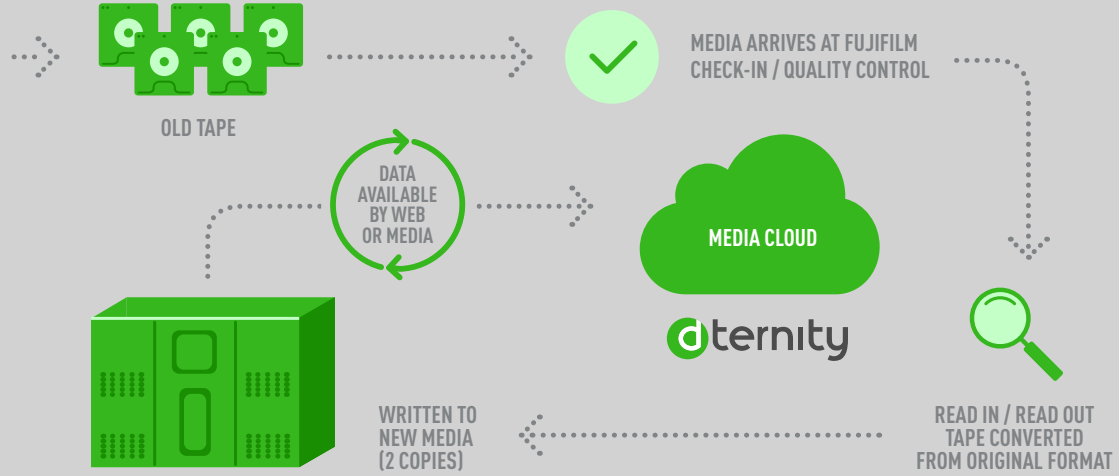 MEDIA ARRIVES AT FUJIFILM
CHECK-IN / QUALITY CONTROL
OLD TAPE
DATA
AVAILABLE
BY WEB
OR MEDIA
MEDIA CLOUD
dternity
WRITTEN TO
NEW MEDIA
(2 COPIES)
READ IN / READ OUT
TAPE CONVERTED
FROM ORIGINAL FORMAT